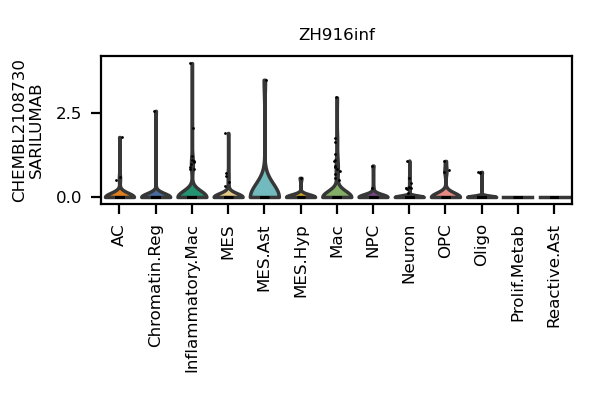 ZH916inf
CHEMBL2108730
SARILUMAB
2.5
0.0
AC
Chromatin.Reg
Inflammatory.Mac
MES
MES.Ast
MES.Hyp
Mac
NPC
Neuron
OPC
Oligo
Prolif.Metab
Reactive.Ast